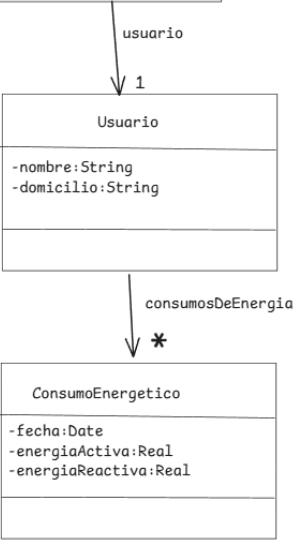 usuario
1
Usuario
-nombre:String
-domicilio:String
consumosDeEnergia
*
ConsumoEnergetico
-fecha:Date
-energiaActiva:Real
-energiaReactiva:Real